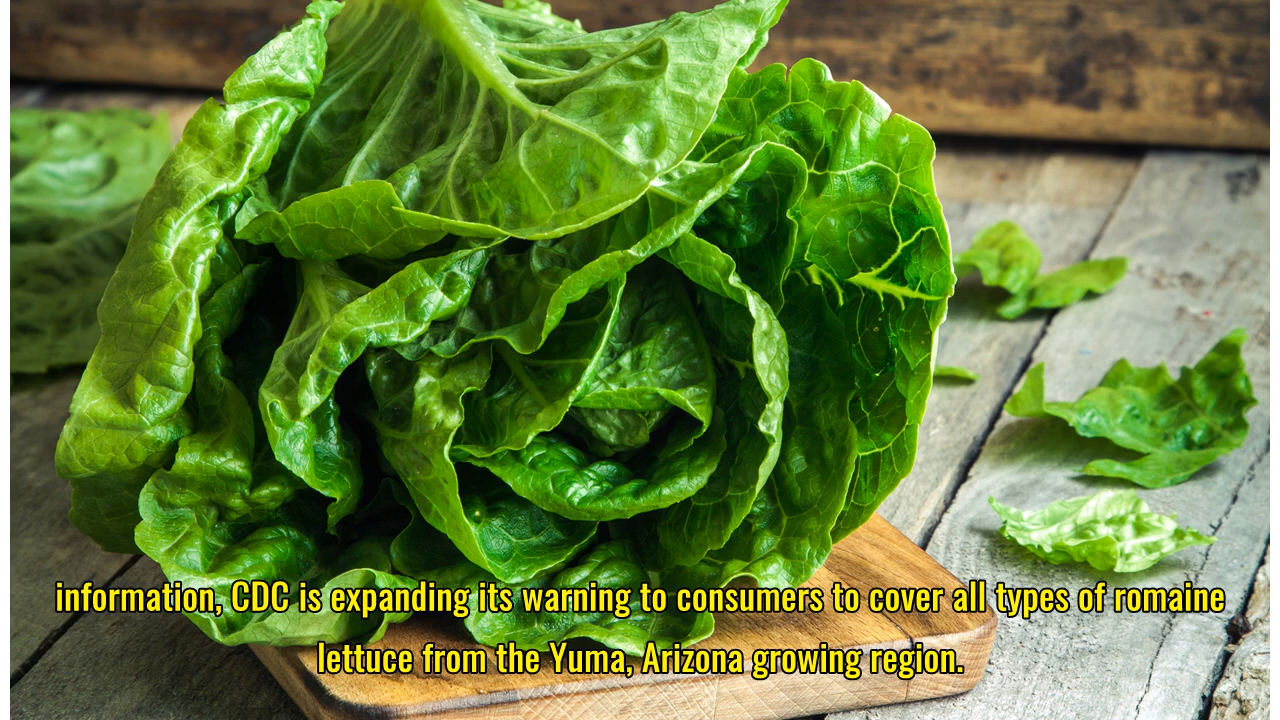 information, CDC is expanding its warning to consumers to cover all types of romaine
lettuce from the Yuma, Arizona growing region.